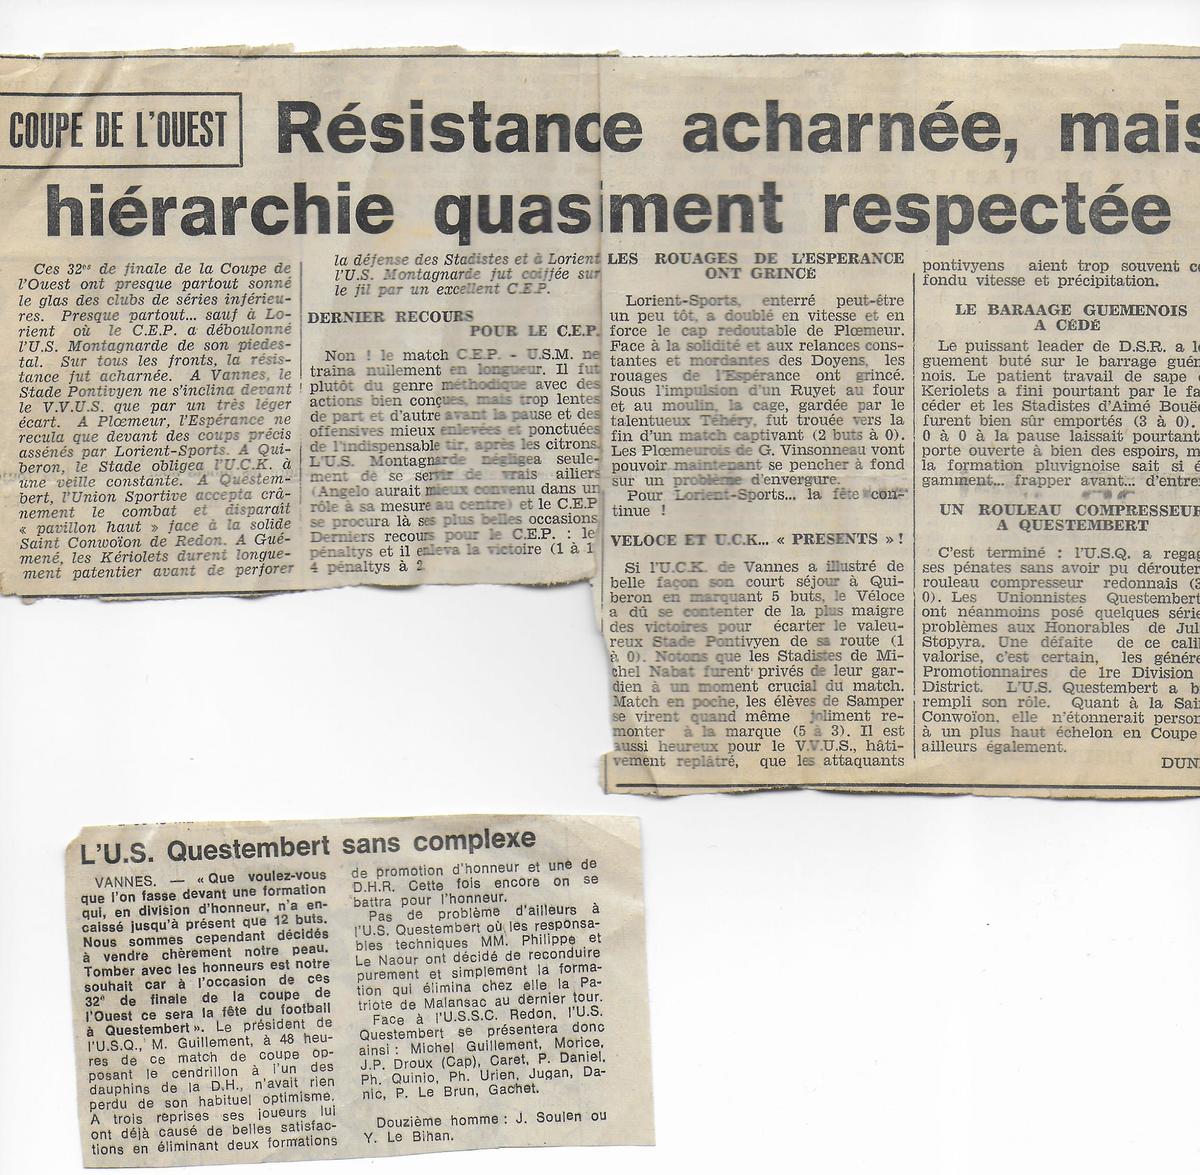 COUPE DE L'OUEST
Résistance acharnée, mais
hiérarchie quasiment respectée
Ces 32es de finale de la Coupe de
l'Ouest ont presque partout sonné
le glas des clubs de séries inférieu-
res. Presque partout... sauf à Lo-
rient où le C.E.P. a déboulonné
l'U.S. Montagnarde de son piedes-
tal. Sur tous les fronts, la résis-
tance fut acharnée. A Vannes, le
Stade Pontivyen ne s'inclina devant
le V.V.U.S. que par un très léger
écart. A Plœmeur, l'Espérance ne
recula que devant des coups précis
assénés par Lorient-Sports. A Qui-
beron, le Stade obligea l'U.C.K. à
une veille constante. A Questem-
bert, l'Union Sportive accepta crâ-
nement le combat et disparaît
« pavillon haut » face à la solide
Saint Conwoïon de Redon. A Gué-
mené, les Kériolets durent longue-
ment patentier avant de perforer
la défense des Stadistes et à Lorient
l'U.S. Montagnarde fut coiffée sur
le fil par un excellent C.E.P.
DERNIER RECOURS
POUR LE C.E.P.
Non ! le match C.E.P. - U.S.M. ne
traina nullement en longueur. Il fut
plutôt du genre méthodique avec des
actions bien conçues, mais trop lentes
de part et d'autre avant la pause et des
offensives mieux enlevées et ponctuées
de l'indispensable tir, après les citrons.
L'U.S. Montagnarde négligea seule-
ment de se servir de vrais ailiers
(Angelo aurait mieux convenu dans un
rôle à sa mesure au centre) et le C.E.P
se procura là ses plus belles occasions
Derniers recours pour le C.E.P. : le
pénaltys et il enleva la victoire (1 à 1
4 pénaltys à 2
LES ROUAGES DE L'ESPERANCE
ONT GRINCÉ
Lorient-Sports, enterré peut-être
un peu tôt, a doublé en vitesse et en
force le cap redoutable de Plœmeur.
Face à la solidité et aux relances cons-
tantes et mordantes des Doyens, les
rouages de l'Espérance ont grincé.
Sous l'impulsion d'un Ruyet au four
et au moulin, la cage, gardée par le
talentueux Téhéry, fut trouée vers la
fin d'un match captivant (2 buts à 0).
Les Plœmeurois de G. Vinsonneau vont
pouvoir maintenant se pencher à fond
sur un problème d'envergure.
Pour Lorient-Sports... la fête con-
tinue !
VELOCE ET U.C.K... « PRESENTS » !
Si l'U.C.K. de Vannes a illustré de
belle façon son court séjour à Qui-
beron en marquant 5 buts, le Véloce
a dû se contenter de la plus maigre
des victoires pour écarter le valeu-
reux Stade Pontivyen de sa route (1
à 0). Notons que les Stadistes de Mi-
chel Nabat furent privés de leur gar-
dien à un moment crucial du match.
Match en poche, les élèves de Samper
se virent quand même joliment re-
monter à la marque (5 à 3). Il est
aussi heureux pour le V.V.U.S., hâti-
vement replâtré, que les attaquants
pontivyens aient trop souvent co
fondu vitesse et précipitation.
LE BARAAGE GUEMENOIS
A CÉDÉ
Le puissant leader de D.S.R. a lo
guement buté sur le barrage gué
nois. Le patient travail de sape
Keriolets a fini pourtant par le fa
céder et les Stadistes d'Aimé Boué
furent bien sûr emportés (3 à 0).
0 à 0 à la pause laissait pourtant
porte ouverte à bien des espoirs, m
la formation pluvignoise sait si é
gamment... frapper avant... d'entre
UN ROULEAU COMPRESSEUR
A QUESTEMBERT
C'est terminé : l'U.S.Q. a regag
ses pénates sans avoir pu dérouter
rouleau compresseur redonnais (3
0). Les Unionnistes Questembert
ont néanmoins posé quelques série
problèmes aux Honorables de Jul
Stopyra. Une défaite de ce calil
valorise, c'est certain, les génére
Promotionnaires de 1re Division
District. L'U.S. Questembert a b
rempli son rôle. Quant à la Sai
Conwoïon, elle n'étonnerait person
à un plus haut échelon en Coupe
ailleurs également.
DUN
L'U.S. Questembert sans complexe
VANNES. — « Que voulez-vous
que l'on fasse devant une formation
qui, en division d'honneur, n'a en-
caissé jusqu'à présent que 12 buts.
Nous sommes cependant décidés
à vendre chèrement notre peau.
Tomber avec les honneurs est notre
souhait car à l'occasion de ces
32e de finale de la coupe de
l'Ouest ce sera la fête du football
à Questembert ». Le président de
l'U.S.Q., M. Guillement, à 48 heu-
res de ce match de coupe op-
posant le cendrillon à l'un des
dauphins de la D.H., n'avait rien
perdu de son habituel optimisme.
A trois reprises ses joueurs lui
ont déjà causé de belles satisfac-
tions en éliminant deux formations
de promotion d'honneur et une de
D.H.R. Cette fois encore on se
battra pour l'honneur.
Pas de problème d'ailleurs à
l'U.S. Questembert où les responsa-
bles techniques MM. Philippe et
Le Naour ont décidé de reconduire
purement et simplement la forma-
tion qui élimina chez elle la Pa-
triote de Malansac au dernier tour.
Face à l'U.S.S.C. Redon, l'U.S.
Questembert se présentera donc
ainsi : Michel Guillement, Morice,
J.P. Droux (Cap), Caret, P. Daniel,
Ph. Quinio, Ph. Urien, Jugan, Da-
nic, P. Le Brun, Gachet.
Douzième homme : J. Soulen ou
Y. Le Bihan.